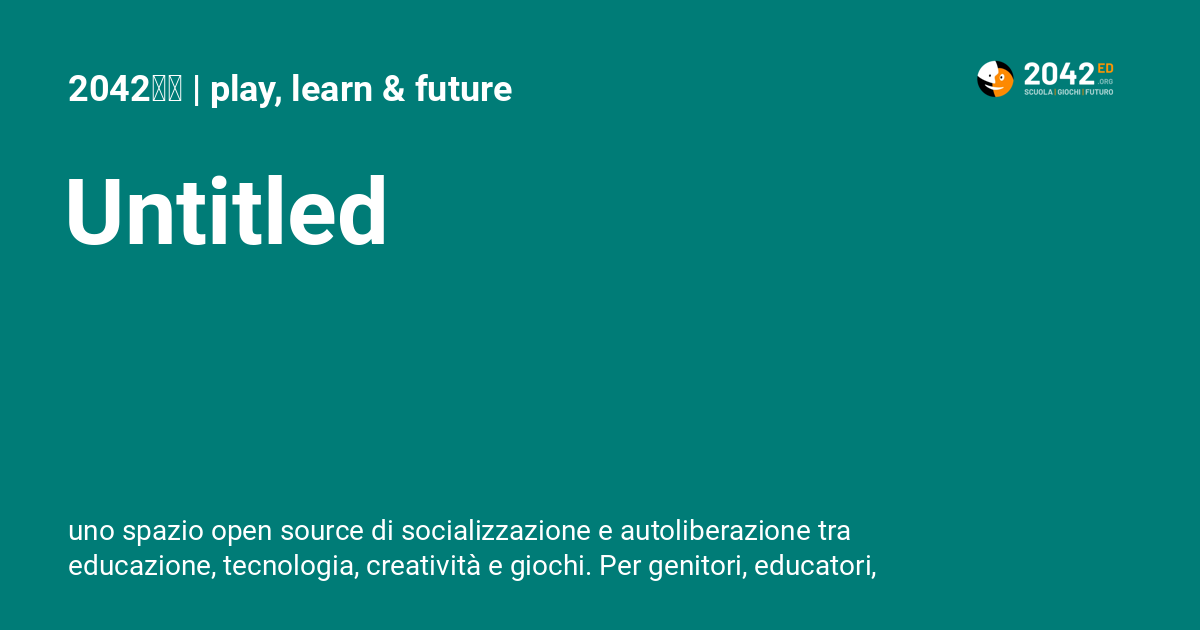 2042 | play, learn & future
2042ED
.ORG
SCUOLA | GIOCHI | FUTURO
Untitled
uno spazio open source di socializzazione e autoliberazione tra
educazione, tecnologia, creatività e giochi. Per genitori, educatori,